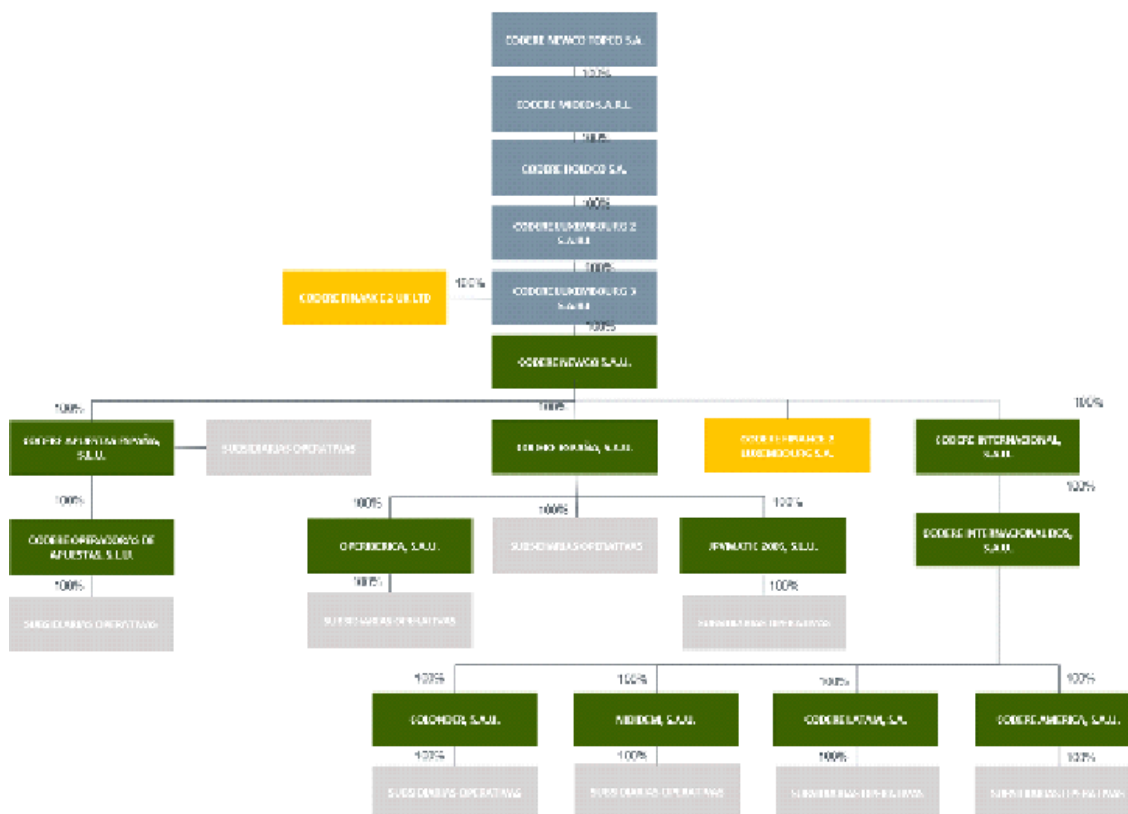 CODERE NEWCO TOPCO S.A.
100%
CODERE MIDCO S.A.R.L.
100%
CODERE HOLDCO S.A.
100%
CODERE LUXEMBOURG 2
S.A.R.L
100%
100%
CODERE FINANCE 2 UK LTD
CODERE LUXEMBOURG 3
S.A.R.L
100%
CODERE NEWCO S.A.U.
100%
100%
100%
CODERE APUESTAS ESPAÑA,
S.L.U.
SUBSIDIARIAS OPERATIVAS
CODERE ESPAÑA, S.A.U.
CODERE FINANCE 2
LUXEMBOURG S.A.
CODERE INTERNACIONAL,
S.A.U.
100%
100%
100%
100%
100%
CODERE OPERADORAS DE
APUESTAS, S.L.U.
OPERIBERICA, S.A.U.
SUBSIDIARIAS OPERATIVAS
JPVMATIC 2005, S.L.U.
CODERE INTERNACIONAL DOS,
S.A.U.
100%
100%
100%
SUBSIDIARIAS OPERATIVAS
SUBSIDIARIAS OPERATIVAS
SUBSIDIARIAS OPERATIVAS
100%
100%
100%
100%
COLONDER, S.A.U.
NIDIDEM, S.A.U.
CODERE LATAM, S.A.
CODERE AMERICA, S.A.U.
100%
100%
100%
100%
SUBSIDIARIAS OPERATIVAS
SUBSIDIARIAS OPERATIVAS
SUBSIDIARIAS OPERATIVAS
SUBSIDIARIAS OPERATIVAS